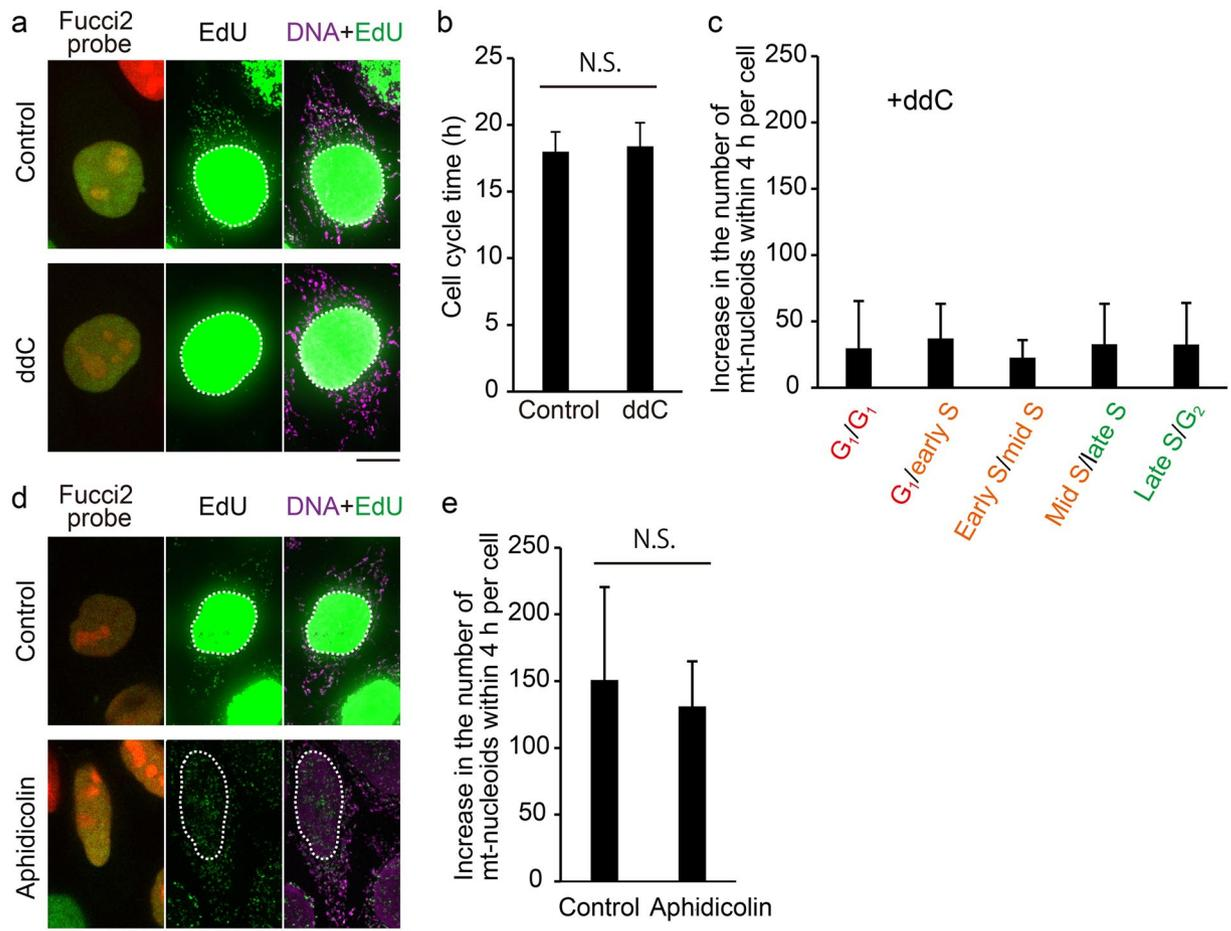 a
Fucci2
probe
EdU
DNA+EdU
Control
ddC
b
Cell cycle time (h)
25
20
15
10
5
0
N.S.
Control ddC
c
Increase in the number of
mt-nucleoids within 4 h per cell
250
200
150
100
50
0
+ddC
G₁/G₁
G₁/early S
Early S/mid S
Mid S/late S
Late S/G₂
d
Fucci2
probe
EdU
DNA+EdU
Control
Aphidicolin
e
Increase in the number of
mt-nucleoids within 4 h per cell
250
200
150
100
50
0
N.S.
Control Aphidicolin